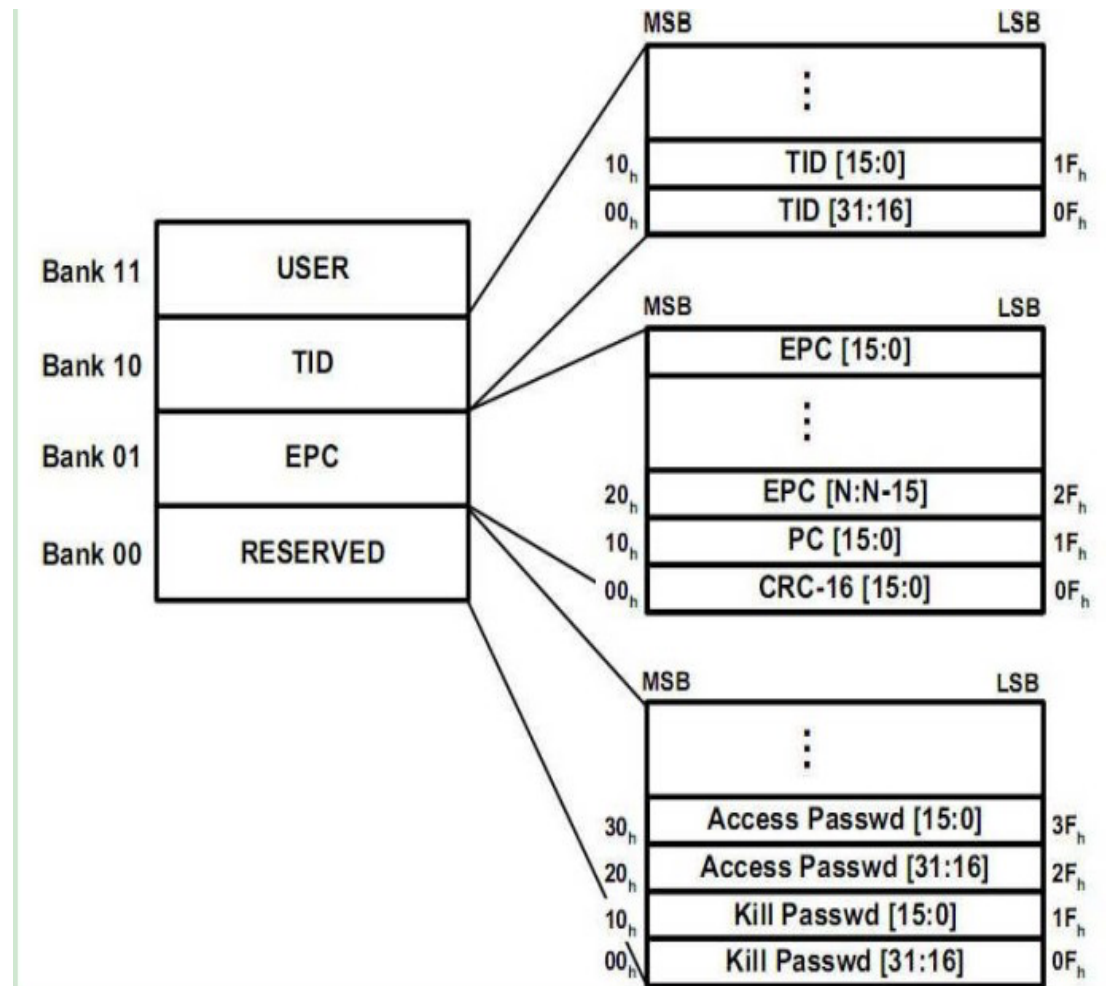 MSB LSB
⋮
10h TID [15:0] 1Fh
00h TID [31:16] 0Fh
Bank 11 USER
Bank 10 TID
Bank 01 EPC
Bank 00 RESERVED
MSB LSB
EPC [15:0]
⋮
20h EPC [N:N-15] 2Fh
10h PC [15:0] 1Fh
00h CRC-16 [15:0] 0Fh
MSB LSB
⋮
30h Access Passwd [15:0] 3Fh
20h Access Passwd [31:16] 2Fh
10h Kill Passwd [15:0] 1Fh
00h Kill Passwd [31:16] 0Fh